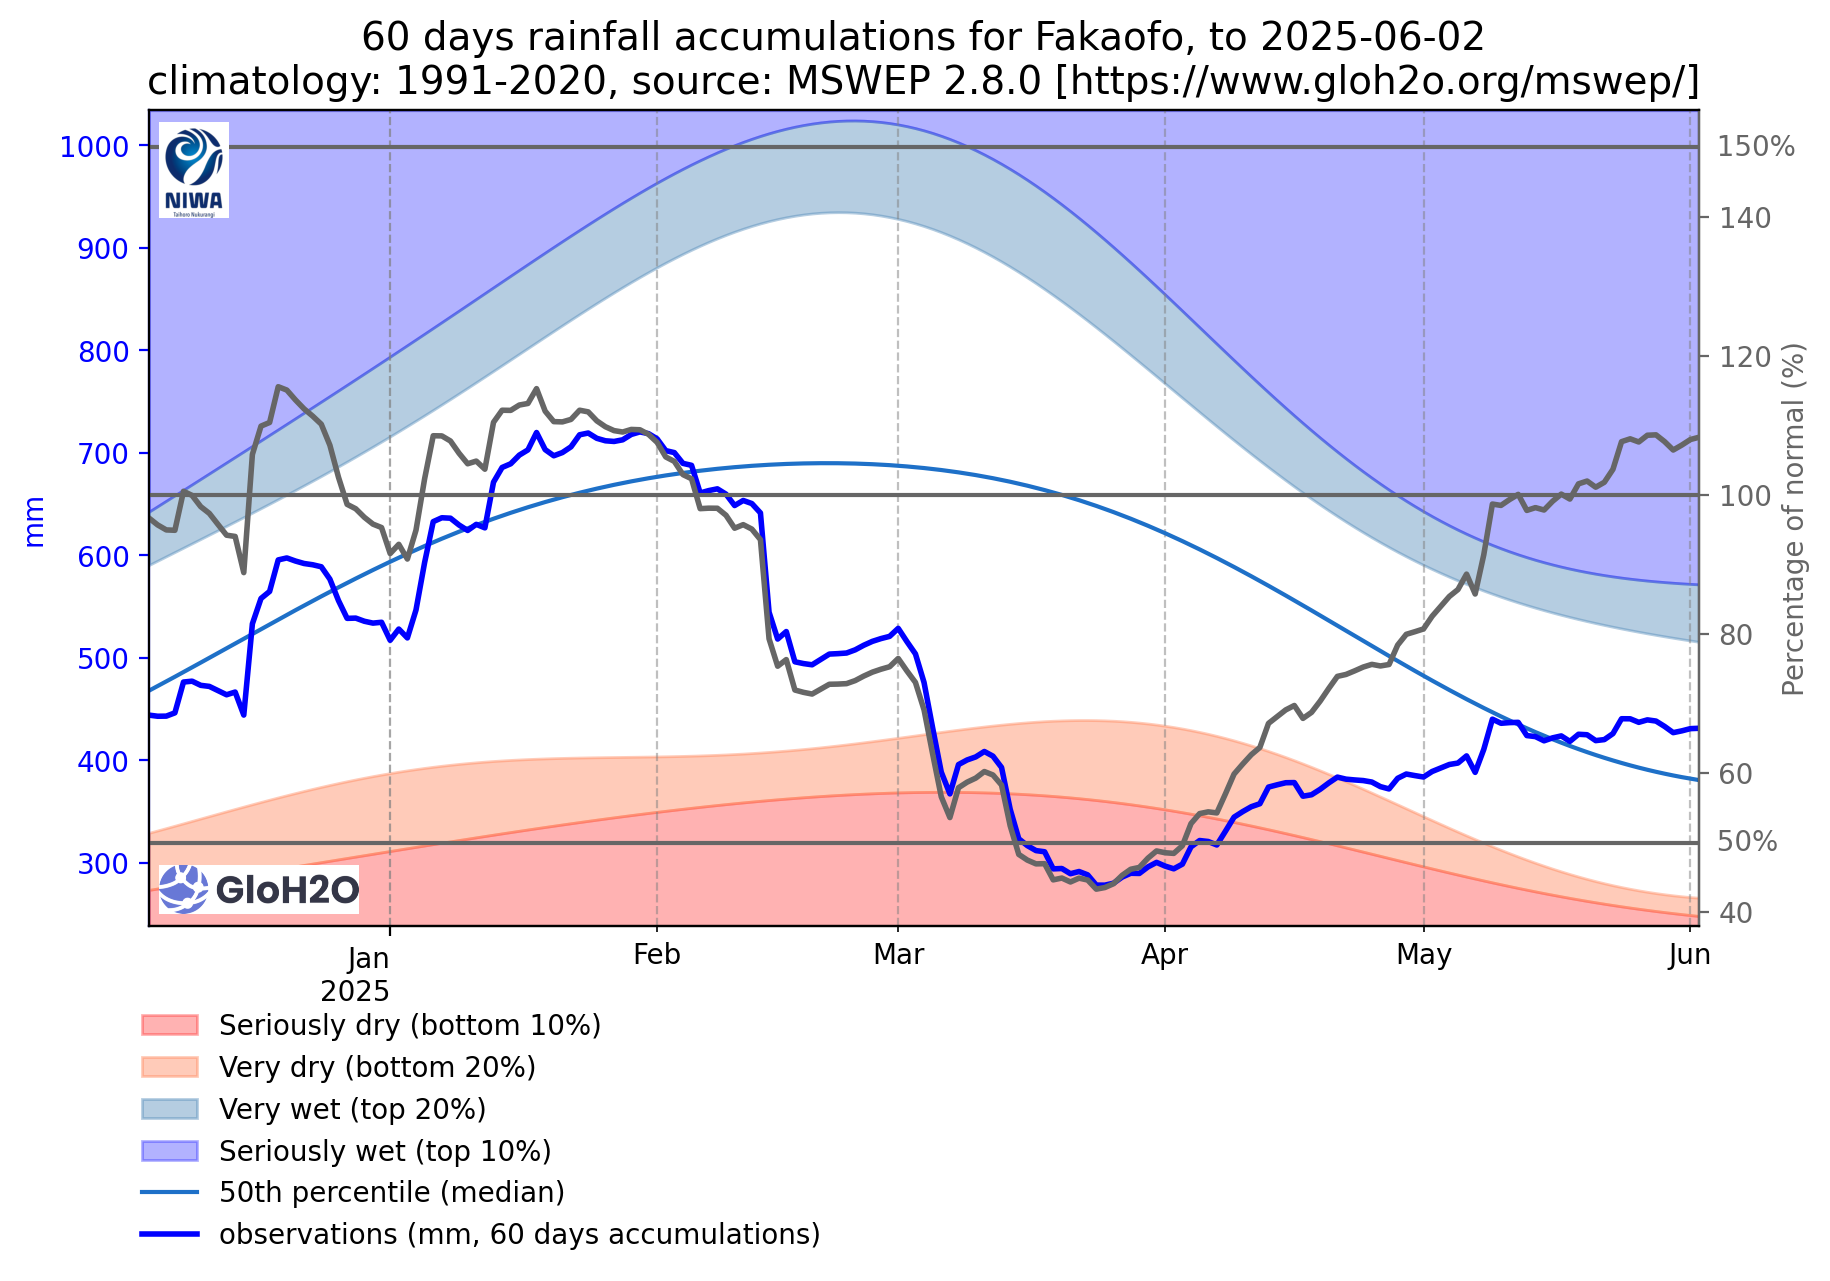 60 days rainfall accumulations for Fakaofo, to 2025-06-02
climatology: 1991-2020, source: MSWEP 2.8.0 [https://www.gloh2o.org/mswep/]
1000
900
800
700
600
500
400
300
mm
150%
140
120
100
80
60
50%
40
Percentage of normal (%)
NIWA
Taihoro Nukurangi
GloH2O
Jan
2025
Feb
Mar
Apr
May
Jun
Seriously dry (bottom 10%)
Very dry (bottom 20%)
Very wet (top 20%)
Seriously wet (top 10%)
50th percentile (median)
observations (mm, 60 days accumulations)